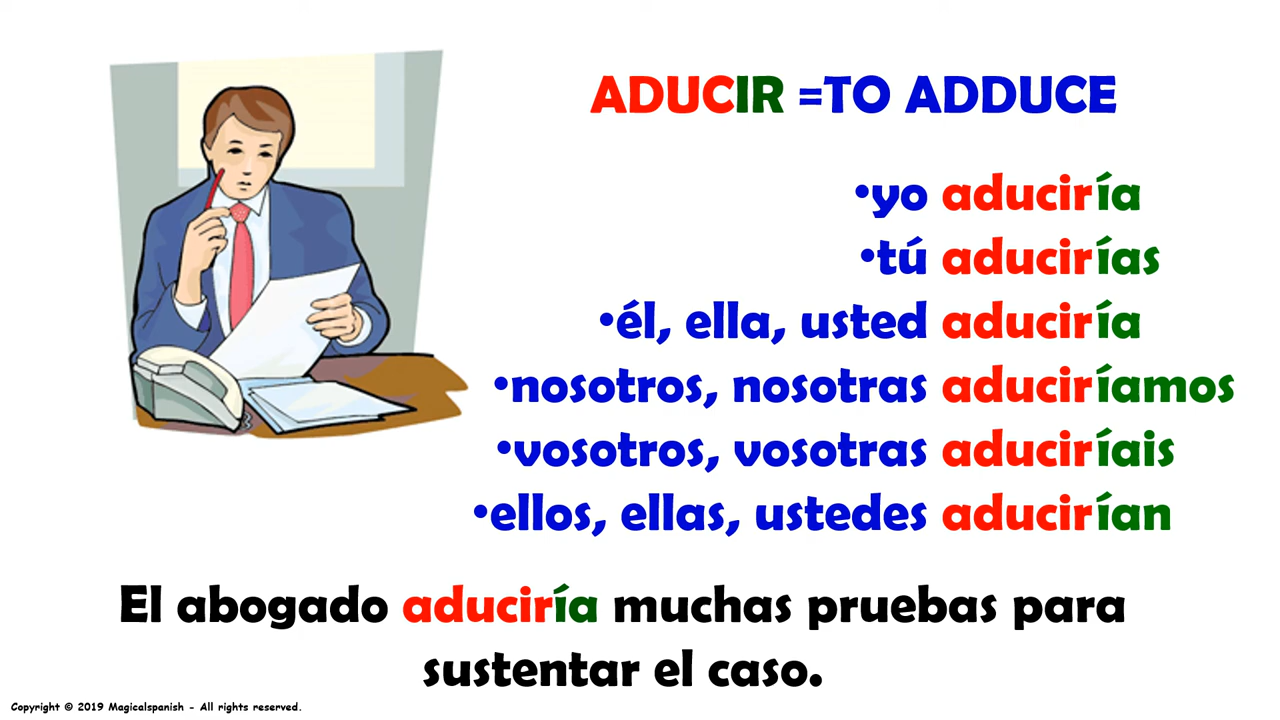 ADUCIR =TO ADDUCE
•yo aduciría
•tú aducirías
•él, ella, usted aduciría
•nosotros, nosotras aduciríamos
•vosotros, vosotras aduciríais
•ellos, ellas, ustedes aducirían
El abogado aduciría muchas pruebas para
sustentar el caso.
Copyright © 2019 Magicalspanish - All rights reserved.